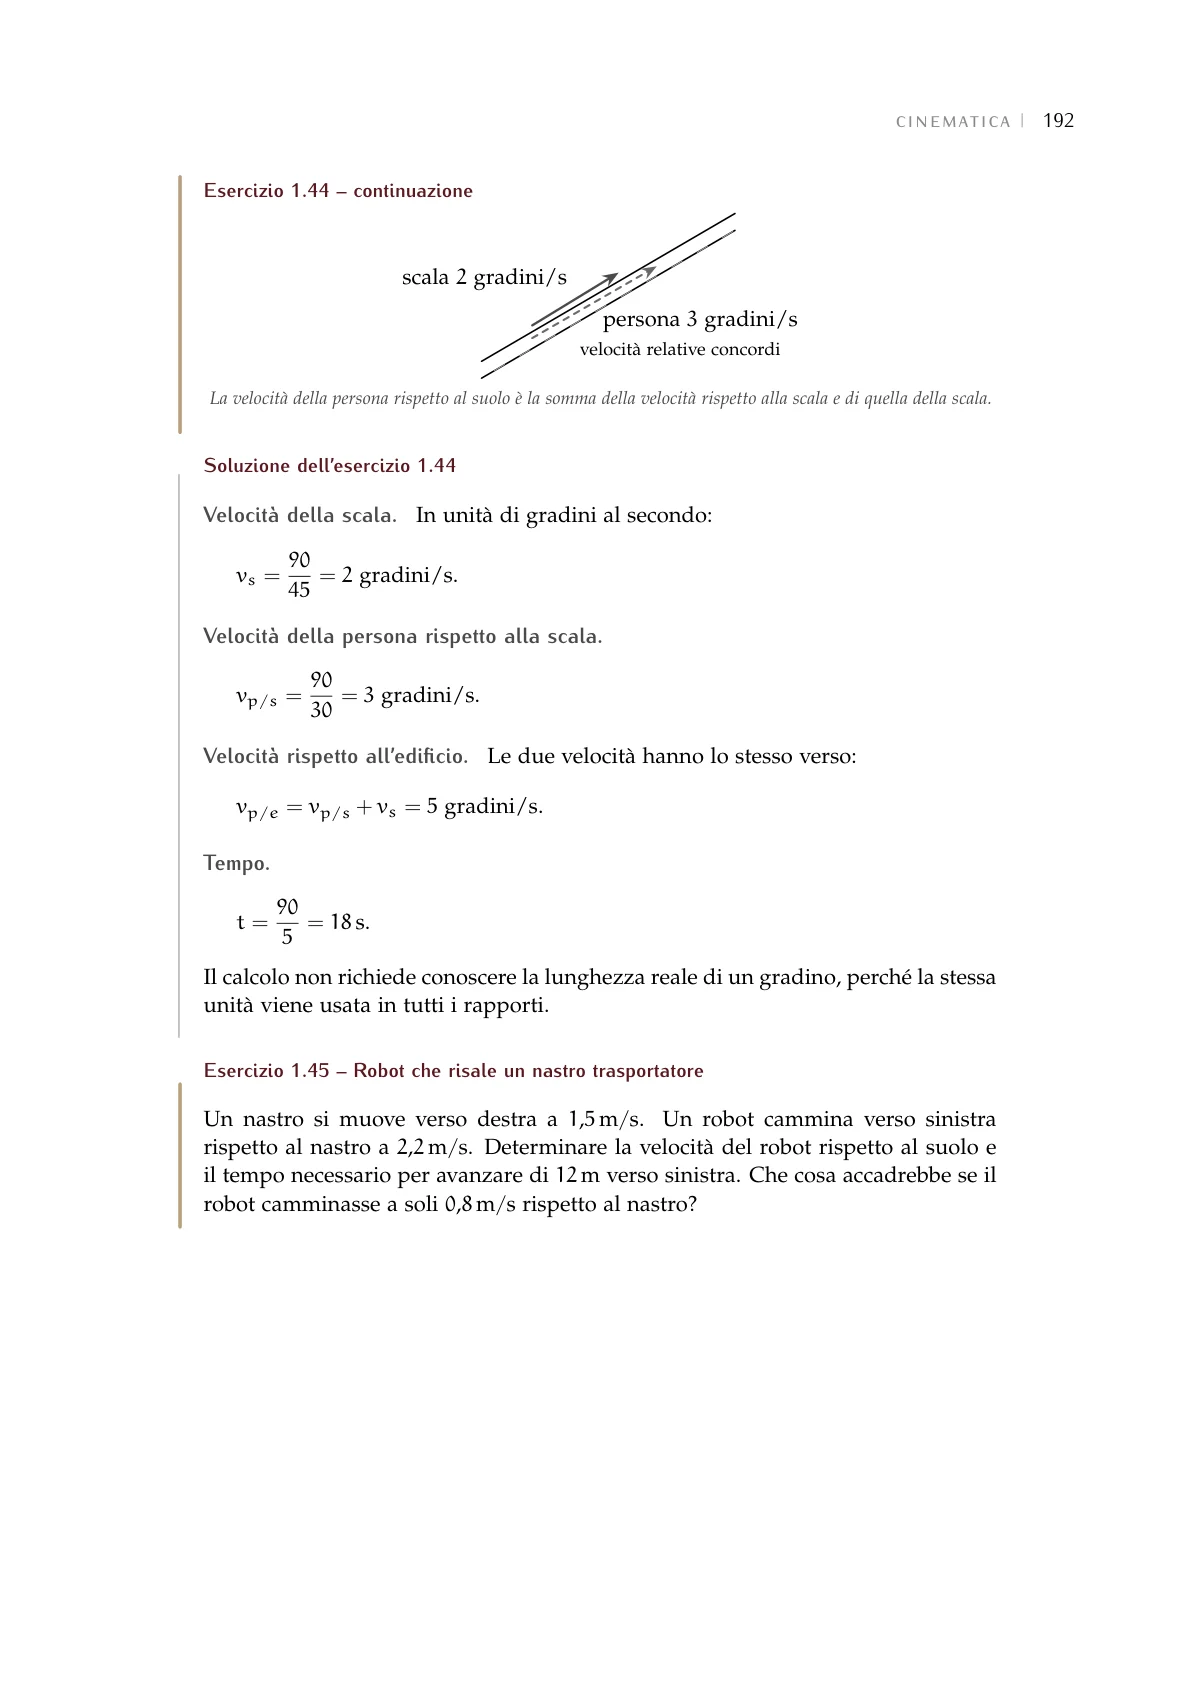 CINEMATICA | 192
Esercizio 1.44 – continuazione
scala 2 gradini/s
persona 3 gradini/s
velocità relative concordi
La velocità della persona rispetto al suolo è la somma della velocità rispetto alla scala e di quella della scala.
Soluzione dell'esercizio 1.44
Velocità della scala. In unità di gradini al secondo:
v_s = 90/45 = 2 gradini/s.
Velocità della persona rispetto alla scala.
v_p/s = 90/30 = 3 gradini/s.
Velocità rispetto all'edificio. Le due velocità hanno lo stesso verso:
v_p/e = v_p/s + v_s = 5 gradini/s.
Tempo.
t = 90/5 = 18 s.
Il calcolo non richiede conoscere la lunghezza reale di un gradino, perché la stessa
unità viene usata in tutti i rapporti.
Esercizio 1.45 – Robot che risale un nastro trasportatore
Un nastro si muove verso destra a 1,5 m/s. Un robot cammina verso sinistra
rispetto al nastro a 2,2 m/s. Determinare la velocità del robot rispetto al suolo e
il tempo necessario per avanzare di 12 m verso sinistra. Che cosa accadrebbe se il
robot camminasse a soli 0,8 m/s rispetto al nastro?